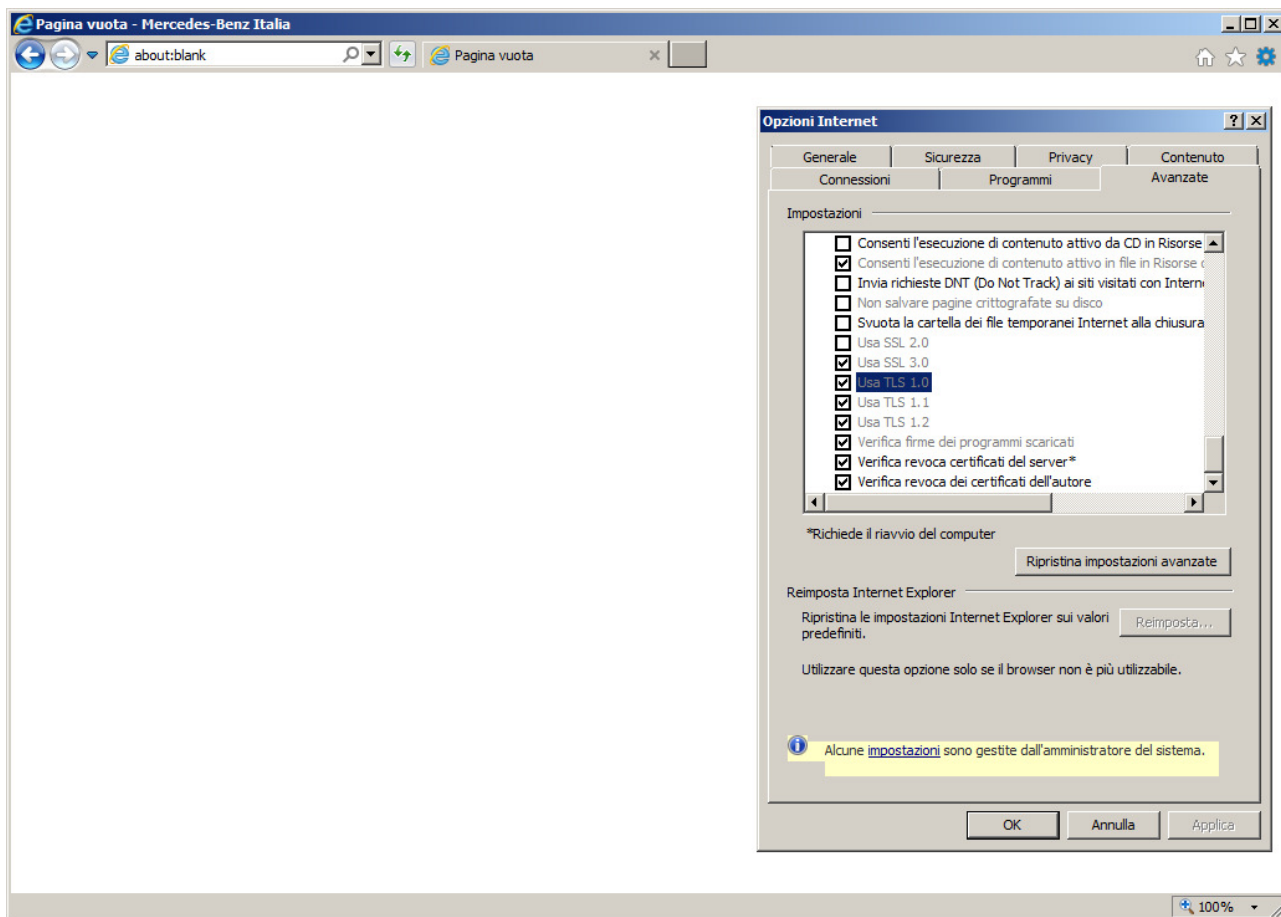 Pagina vuota - Mercedes-Benz Italia
about:blank
Pagina vuota
Opzioni Internet
Generale Sicurezza Privacy Contenuto
Connessioni Programmi Avanzate
Impostazioni
Consenti l'esecuzione di contenuto attivo da CD in Risorse
Consenti l'esecuzione di contenuto attivo in file in Risorse
Invia richieste DNT (Do Not Track) ai siti visitati con Intern
Non salvare pagine crittografate su disco
Svuota la cartella dei file temporanei Internet alla chiusura
Usa SSL 2.0
Usa SSL 3.0
Usa TLS 1.0
Usa TLS 1.1
Usa TLS 1.2
Verifica firme dei programmi scaricati
Verifica revoca certificati del server*
Verifica revoca dei certificati dell'autore
*Richiede il riavvio del computer
Ripristina impostazioni avanzate
Reimposta Internet Explorer
Ripristina le impostazioni Internet Explorer sui valori
predefiniti.
Reimposta...
Utilizzare questa opzione solo se il browser non è più utilizzabile.
Alcune impostazioni sono gestite dall'amministratore del sistema.
OK Annulla Applica
100%